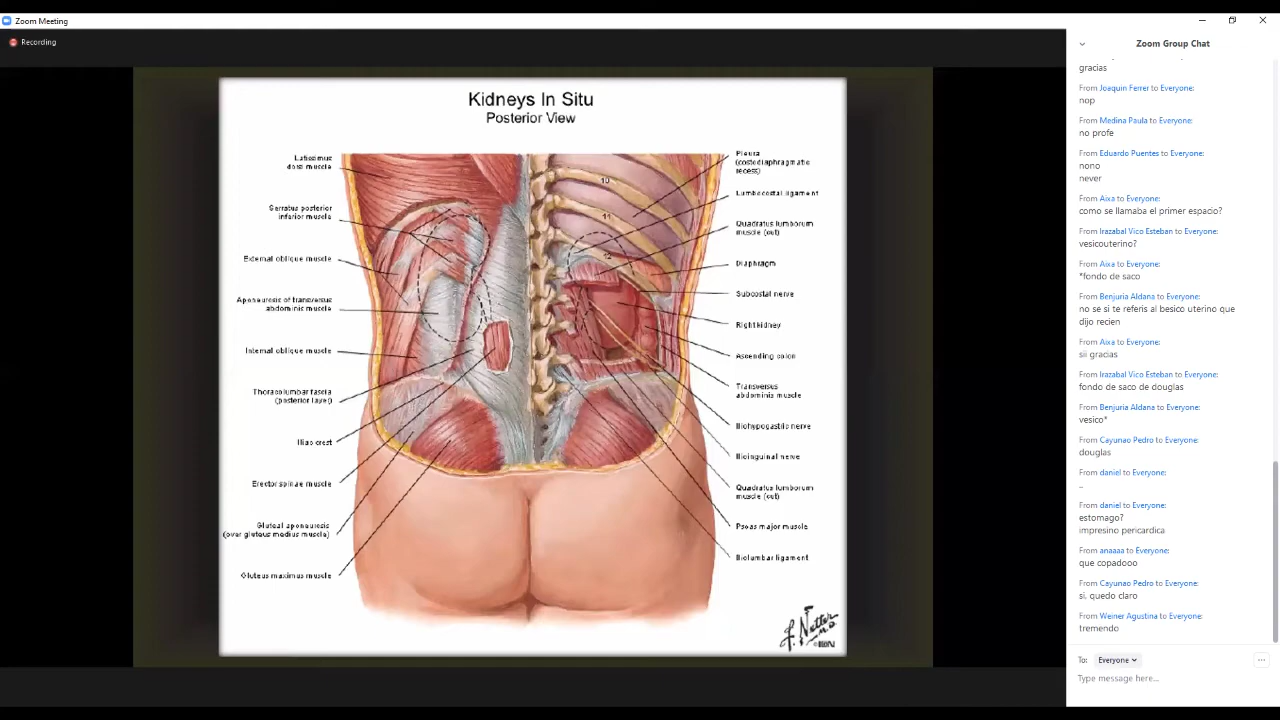 Zoom Meeting
Recording
Kidneys In Situ
Posterior View
Latissimus
dorsi muscle
Serratus posterior
inferior muscle
External oblique muscle
Aponeurosis of transversus
abdominis muscle
Internal oblique muscle
Thoracolumbar fascia
(posterior layer)
Iliac crest
Erector spinae muscle
Gluteal aponeurosis
(over gluteus medius muscle)
Gluteus maximus muscle
10
11
12
Pleura
(costodiaphragmatic
recess)
Lumbocostal ligament
Quadratus lumborum
muscle (cut)
Diaphragm
Subcostal nerve
Right kidney
Ascending colon
Transversus
abdominis muscle
Iliohypogastric nerve
Ilioinguinal nerve
Quadratus lumborum
muscle (cut)
Psoas major muscle
Iliolumbar ligament
F. Netter
Zoom Group Chat
gracias
From Joaquin Ferrer to Everyone:
nop
From Medina Paula to Everyone:
no profe
From Eduardo Puentes to Everyone:
nono
never
From Aixa to Everyone:
como se llamaba el primer espacio?
From Irazabal Vico Esteban to Everyone:
vesicouterino?
From Aixa to Everyone:
*fondo de saco
From Benjuria Aldana to Everyone:
no se si te referis al besico uterino que
dijo recien
From Aixa to Everyone:
sii gracias
From Irazabal Vico Esteban to Everyone:
fondo de saco de douglas
From Benjuria Aldana to Everyone:
vesico*
From Cayunao Pedro to Everyone:
douglas
From daniel to Everyone:
_
From daniel to Everyone:
estomago?
impresino pericardica
From anaaaa to Everyone:
que copadooo
From Cayunao Pedro to Everyone:
si, quedo claro
From Weiner Agustina to Everyone:
tremendo
To: Everyone
Type message here...